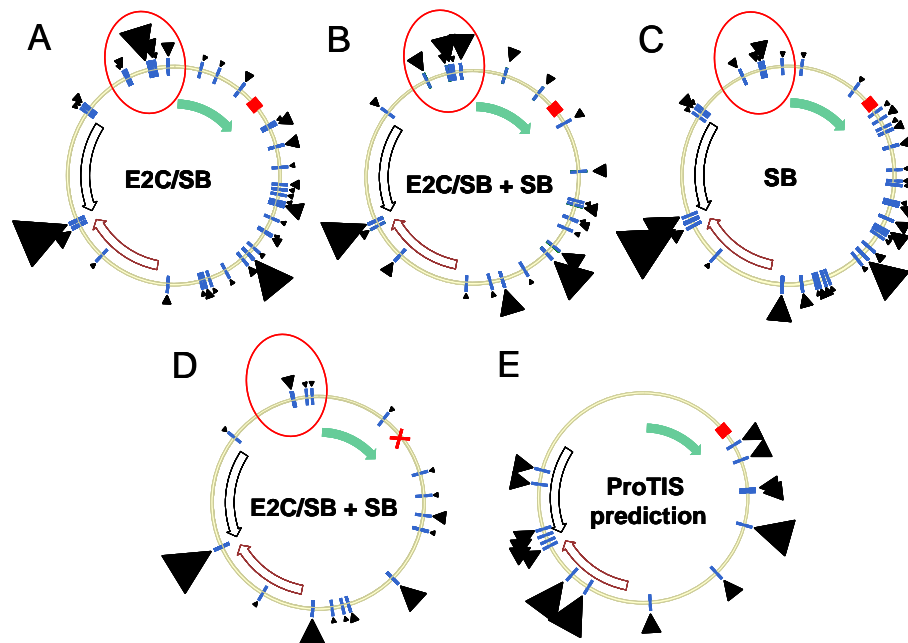 A
B
C
E2C/SB
E2C/SB + SB
SB
D
E
E2C/SB + SB
ProTIS
prediction